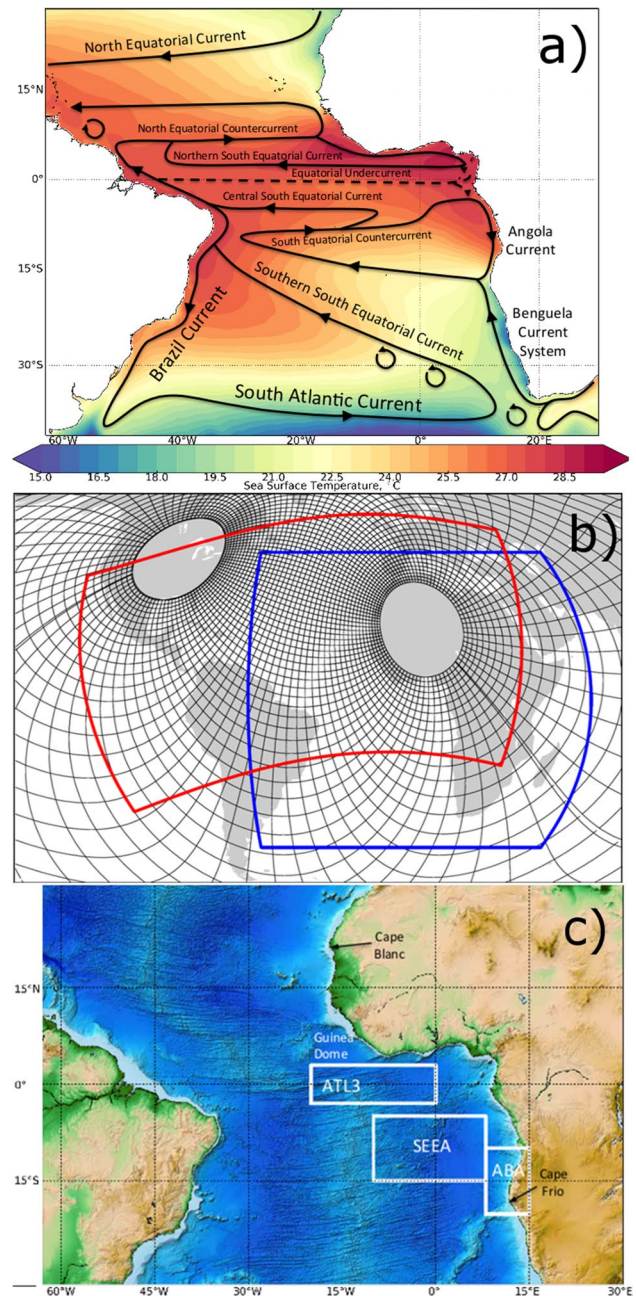 a)
North Equatorial Current
15°N
North Equatorial Countercurrent
Northern South Equatorial Current
Equatorial Undercurrent
0°
Central South Equatorial Current
South Equatorial Countercurrent
Angola
Current
15°S
Southern South Equatorial Current
Benguela
Current
System
Brazil Current
30°S
South Atlantic Current
60°W 40°W 20°W 0° 20°E
15.0 16.5 18.0 19.5 21.0 22.5 24.0 25.5 27.0 28.5
Sea Surface Temperature, °C
b)
c)
Cape
Blanc
15°N
Guinea
Dome
0°
ATL3
SEEA
ABA
15°S
Cape
Frio
60°W 45°W 30°W 15°W 0° 15°E 30°E